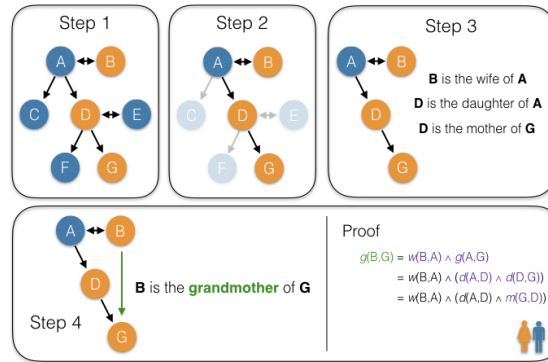 Step 1
A
B
C
D
E
F
G
Step 2
A
B
C
D
E
F
G
Step 3
A
B
D
G
B is the wife of A
D is the daughter of A
D is the mother of G
A
B
D
G
Step 4
B is the grandmother of G
Proof
g(B,G) = w(B,A) ∧ g(A,G)
= w(B,A) ∧ (d(A,D) ∧ d(D,G))
= w(B,A) ∧ (d(A,D) ∧ m(G,D))